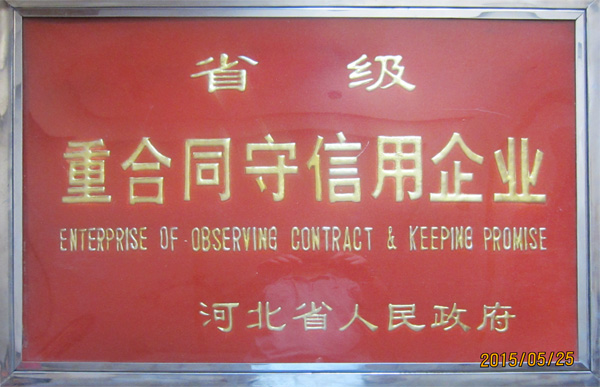 省级
重合同守信用企业
ENTERPRISE OF OBSERVING CONTRACT & KEEPING PROMISE
河北省人民政府
2015/05/25